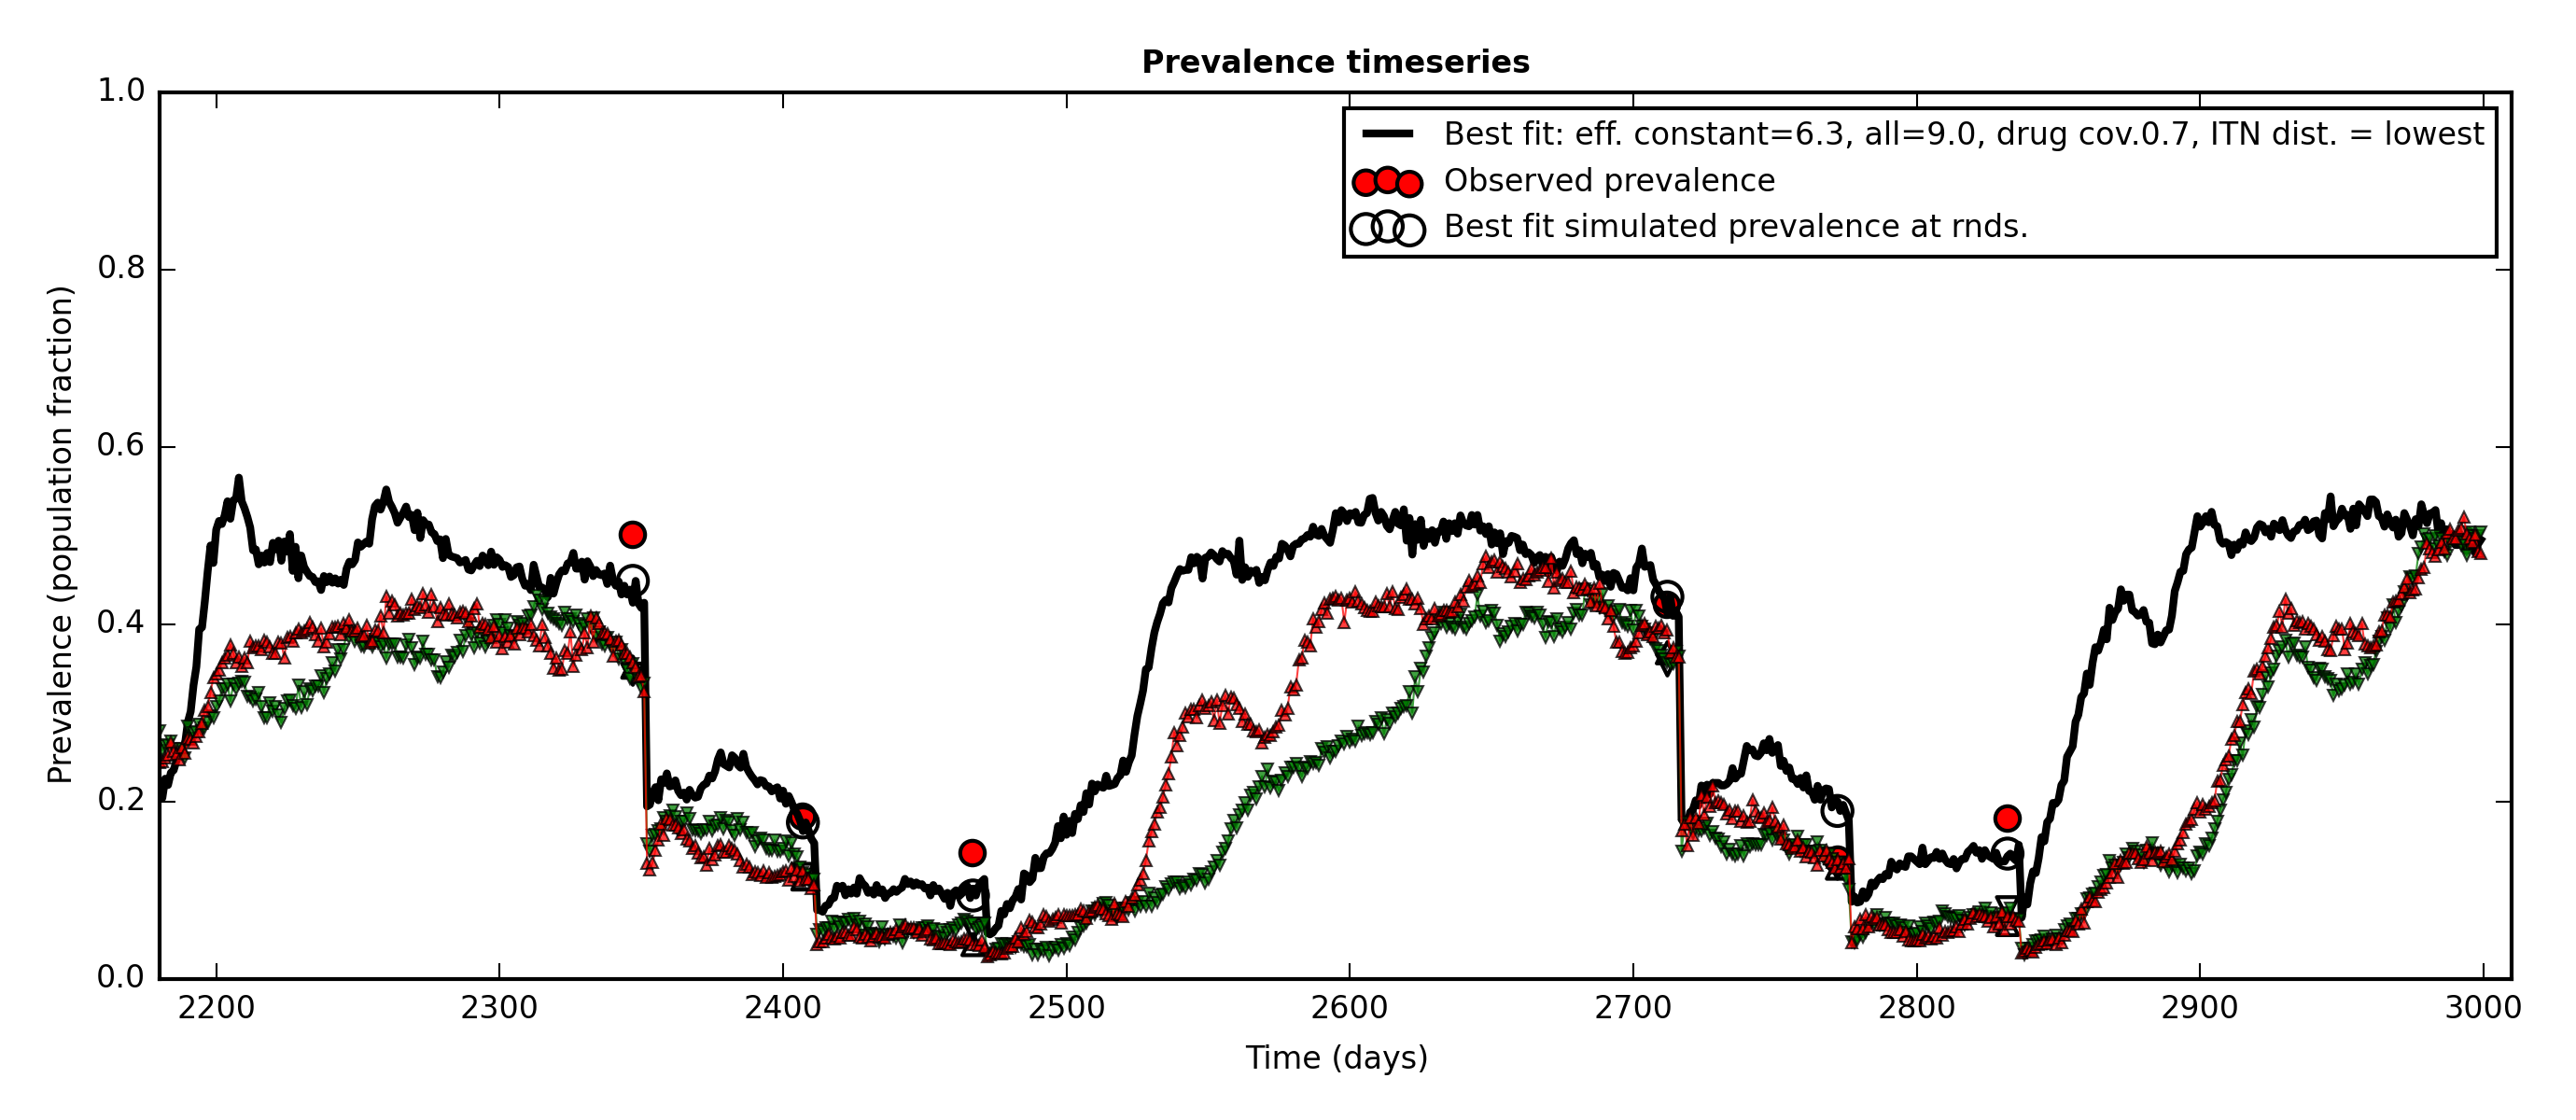 Prevalence timeseries
1.0
0.8
0.6
0.4
0.2
0.0
Prevalence (population fraction)
Best fit: eff. constant=6.3, all=9.0, drug cov.0.7, ITN dist. = lowest
Observed prevalence
Best fit simulated prevalence at rnds.
2200 2300 2400 2500 2600 2700 2800 2900 3000
Time (days)